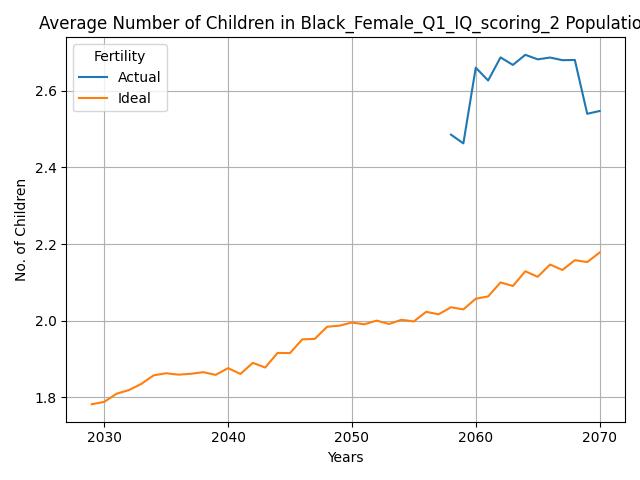 Average Number of Children in Black_Female_Q1_IQ_scoring_2 Populatio
Fertility
Actual
Ideal
2.6
2.4
2.2
2.0
1.8
No. of Children
2030 2040 2050 2060 2070
Years